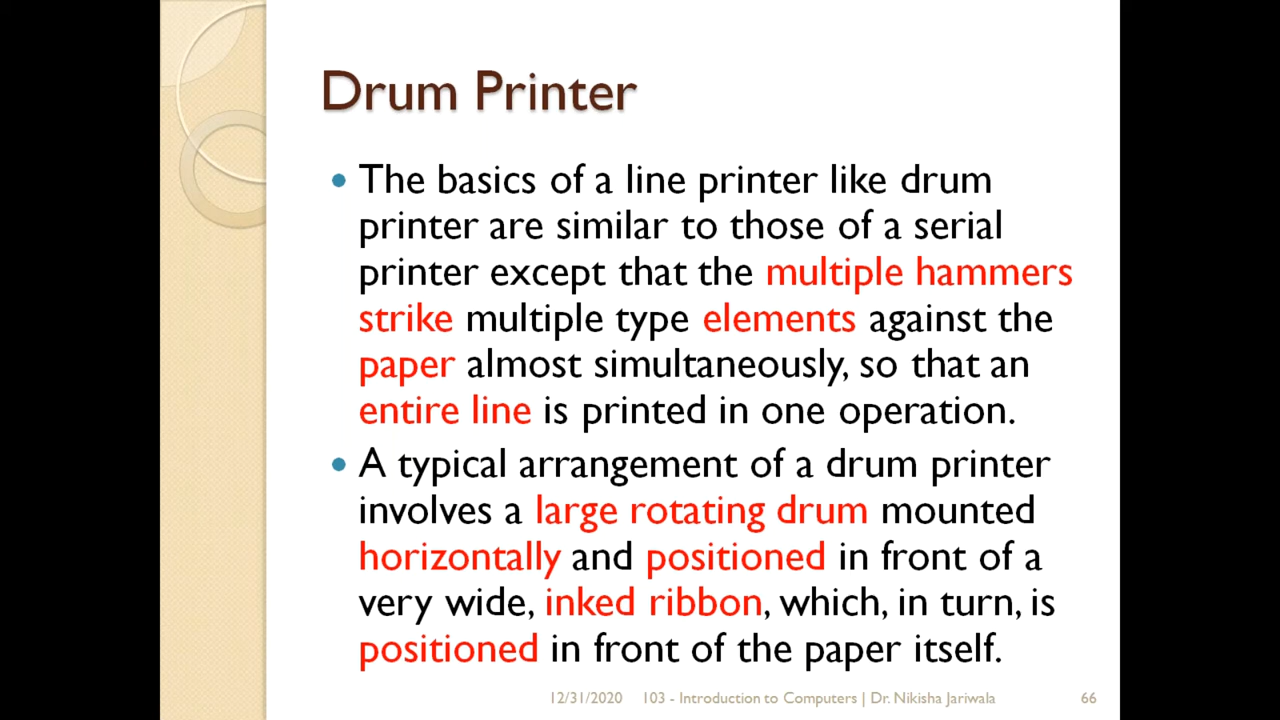 Drum Printer
• The basics of a line printer like drum
printer are similar to those of a serial
printer except that the multiple hammers
strike multiple type elements against the
paper almost simultaneously, so that an
entire line is printed in one operation.
• A typical arrangement of a drum printer
involves a large rotating drum mounted
horizontally and positioned in front of a
very wide, inked ribbon, which, in turn, is
positioned in front of the paper itself.
12/31/2020 103 - Introduction to Computers | Dr. Nikisha Jariwala 66